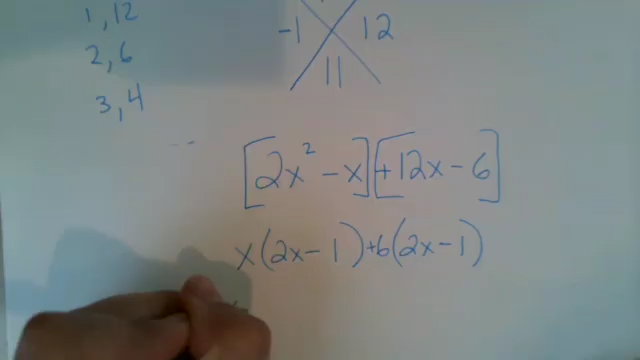 1, 12
2, 6
3, 4
-1 12
11
[2x² - x][+12x - 6]
x(2x - 1)+6(2x - 1)